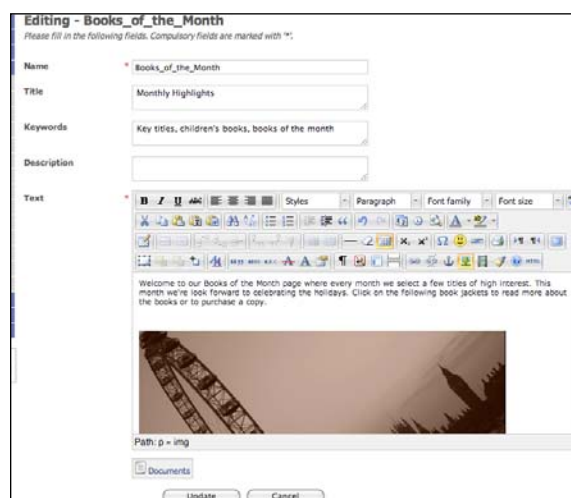 Editing - Books_of_the_Month
Please fill in the following fields. Compulsory fields are marked with "*".
Name * Books_of_the_Month
Title Monthly Highlights
Keywords Key titles, children's books, books of the month
Description
Text * B I U ABC Styles Paragraph Font family Font size
HTML
Welcome to our Books of the Month page where every month we select a few titles of high interest. This
month we're look forward to celebrating the holidays. Click on the following book jackets to read more about
the books or to purchase a copy.
Path: p » img
Documents
Update Cancel